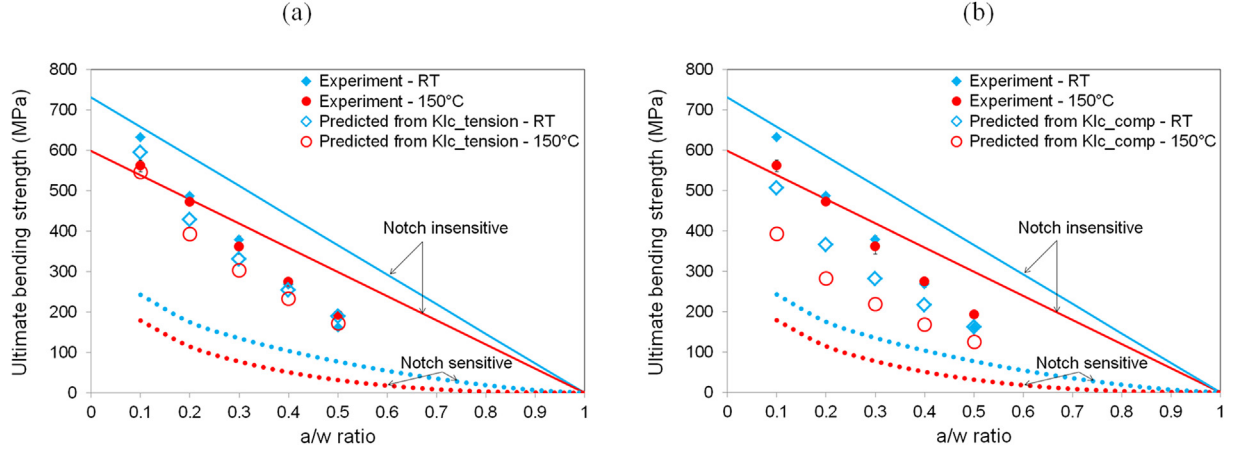 (a)
800
700
600
500
400
300
200
100
0
Ultimate bending strength (MPa)
Experiment - RT
Experiment - 150°C
Predicted from KIc_tension - RT
Predicted from KIc_tension - 150°C
Notch insensitive
Notch sensitive
0 0.1 0.2 0.3 0.4 0.5 0.6 0.7 0.8 0.9 1
a/w ratio
(b)
800
700
600
500
400
300
200
100
0
Ultimate bending strength (MPa)
Experiment - RT
Experiment - 150°C
Predicted from KIc_comp - RT
Predicted from KIc_comp - 150°C
Notch insensitive
Notch sensitive
0 0.1 0.2 0.3 0.4 0.5 0.6 0.7 0.8 0.9 1
a/w ratio